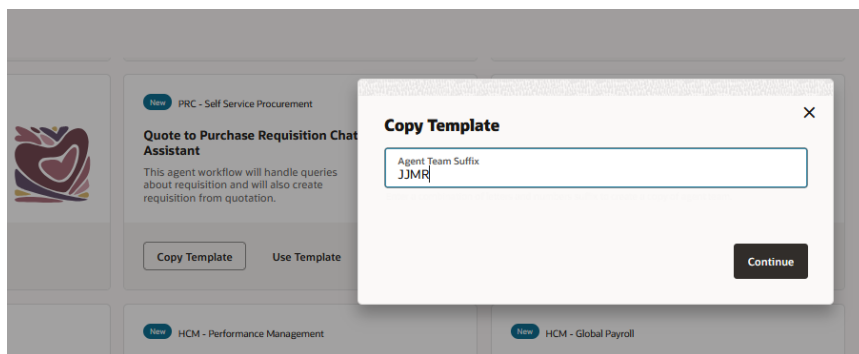 New PRC - Self Service Procurement
Quote to Purchase Requisition Chat
Assistant
This agent workflow will handle queries
about requisition and will also create
requisition from quotation.
Copy Template Use Template
Copy Template
Agent Team Suffix
JJMR
Continue
New HCM - Performance Management
New HCM - Global Payroll